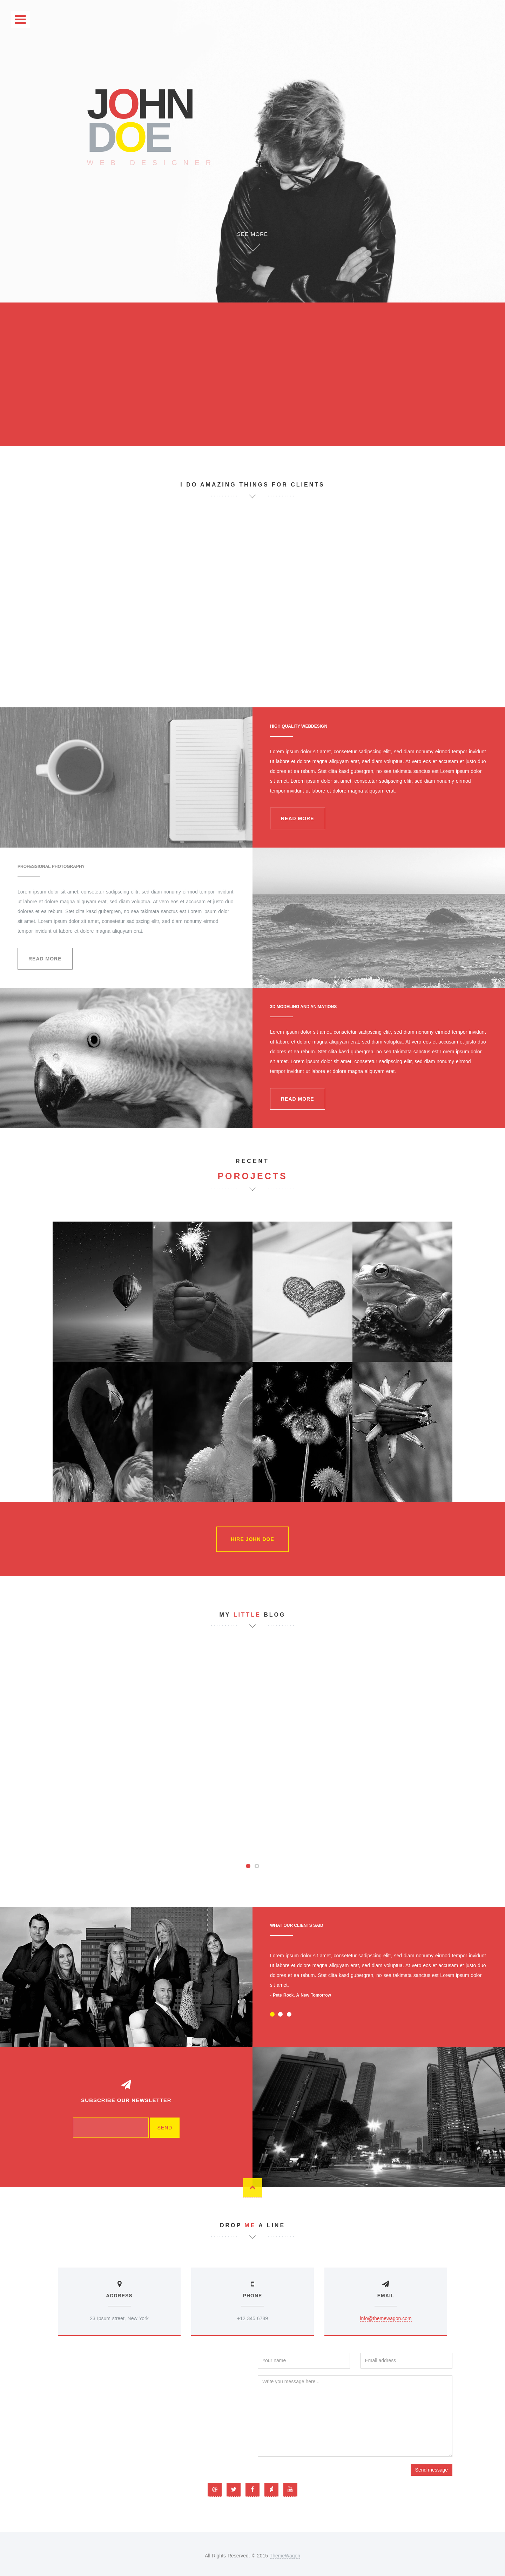 JOHN
DOE
WEB DESIGNER
SEE MORE
I DO AMAZING THINGS FOR CLIENTS
HIGH QUALITY WEBDESIGN
Lorem ipsum dolor sit amet, consetetur sadipscing elitr, sed diam nonumy eirmod tempor invidunt
ut labore et dolore magna aliquyam erat, sed diam voluptua. At vero eos et accusam et justo duo
dolores et ea rebum. Stet clita kasd gubergren, no sea takimata sanctus est Lorem ipsum dolor
sit amet. Lorem ipsum dolor sit amet, consetetur sadipscing elitr, sed diam nonumy eirmod
tempor invidunt ut labore et dolore magna aliquyam erat.
READ MORE
PROFESSIONAL PHOTOGRAPHY
Lorem ipsum dolor sit amet, consetetur sadipscing elitr, sed diam nonumy eirmod tempor invidunt
ut labore et dolore magna aliquyam erat, sed diam voluptua. At vero eos et accusam et justo duo
dolores et ea rebum. Stet clita kasd gubergren, no sea takimata sanctus est Lorem ipsum dolor
sit amet. Lorem ipsum dolor sit amet, consetetur sadipscing elitr, sed diam nonumy eirmod
tempor invidunt ut labore et dolore magna aliquyam erat.
READ MORE
3D MODELING AND ANIMATIONS
Lorem ipsum dolor sit amet, consetetur sadipscing elitr, sed diam nonumy eirmod tempor invidunt
ut labore et dolore magna aliquyam erat, sed diam voluptua. At vero eos et accusam et justo duo
dolores et ea rebum. Stet clita kasd gubergren, no sea takimata sanctus est Lorem ipsum dolor
sit amet. Lorem ipsum dolor sit amet, consetetur sadipscing elitr, sed diam nonumy eirmod
tempor invidunt ut labore et dolore magna aliquyam erat.
READ MORE
RECENT
POROJECTS
HIRE JOHN DOE
MY LITTLE BLOG
WHAT OUR CLIENTS SAID
Lorem ipsum dolor sit amet, consetetur sadipscing elitr, sed diam nonumy eirmod tempor invidunt
ut labore et dolore magna aliquyam erat, sed diam voluptua. At vero eos et accusam et justo duo
dolores et ea rebum. Stet clita kasd gubergren, no sea takimata sanctus est Lorem ipsum dolor
sit amet.
- Pete Rock, A New Tomorrow
SUBSCRIBE OUR NEWSLETTER
SEND
DROP ME A LINE
ADDRESS
23 Ipsum street, New York
PHONE
+12 345 6789
EMAIL
info@themewagon.com
Your name
Email address
Write you message here...
Send message
All Rights Reserved. © 2015 ThemeWagon